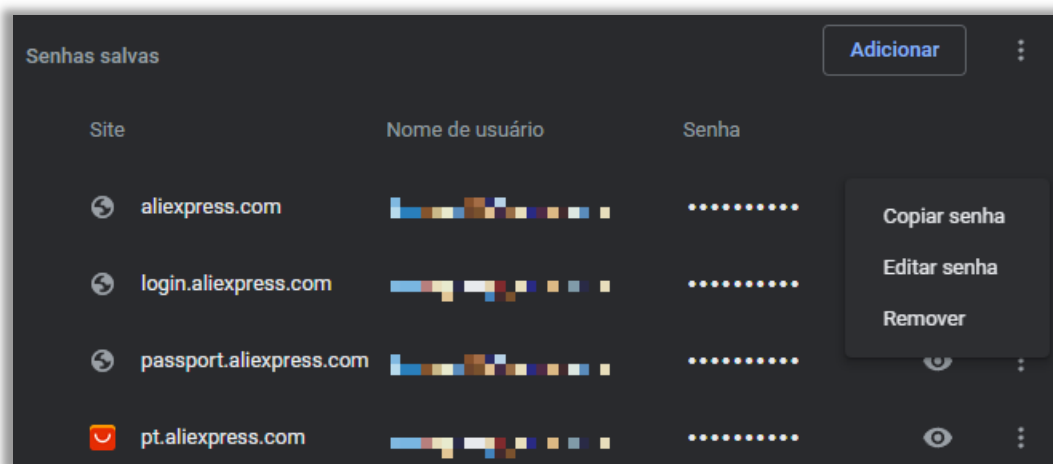 Senhas salvas Adicionar
Site Nome de usuário Senha
aliexpress.com ••••••••••
Copiar senha
Editar senha
Remover
login.aliexpress.com ••••••••••
passport.aliexpress.com ••••••••••
pt.aliexpress.com ••••••••••